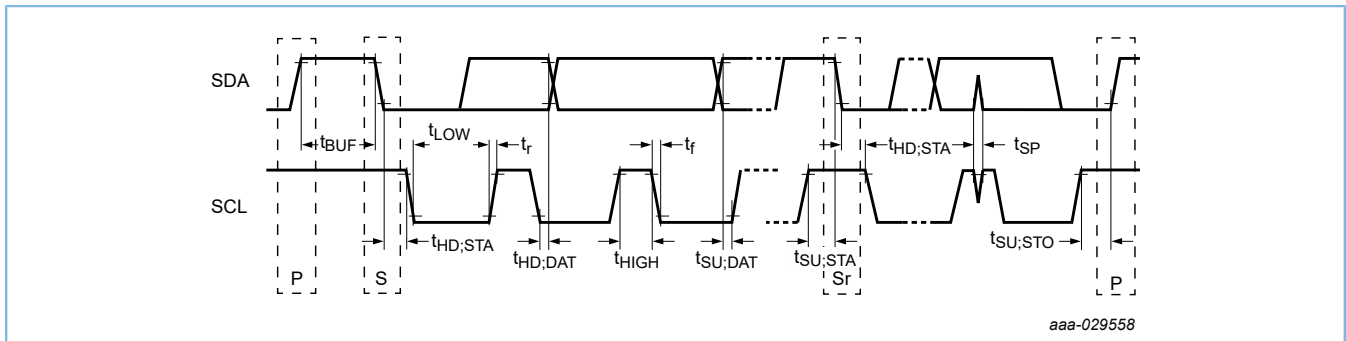 SDA
tBUF
tLOW
tr
tf
tHD;STA
tSP
SCL
tHD;STA
tHD;DAT
tHIGH
tSU;DAT
tSU;STA
tSU;STO
P
S
Sr
P
aaa-029558